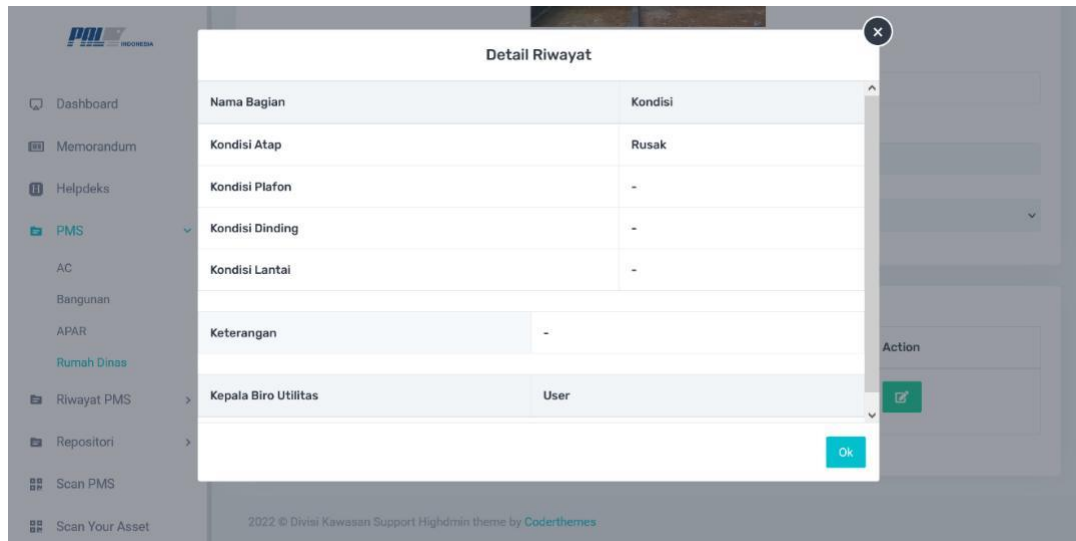 PAL INDONESIA
Detail Riwayat
×
Nama Bagian Kondisi
Kondisi Atap Rusak
Kondisi Plafon -
Kondisi Dinding -
Kondisi Lantai -
Keterangan -
Kepala Biro Utilitas User
Ok
Dashboard
Memorandum
Helpdeks
PMS
AC
Bangunan
APAR
Rumah Dinas
Riwayat PMS
Repositori
Scan PMS
Scan Your Asset
Action
2022 © Divisi Kawasan Support Highdmin theme by Coderthemes